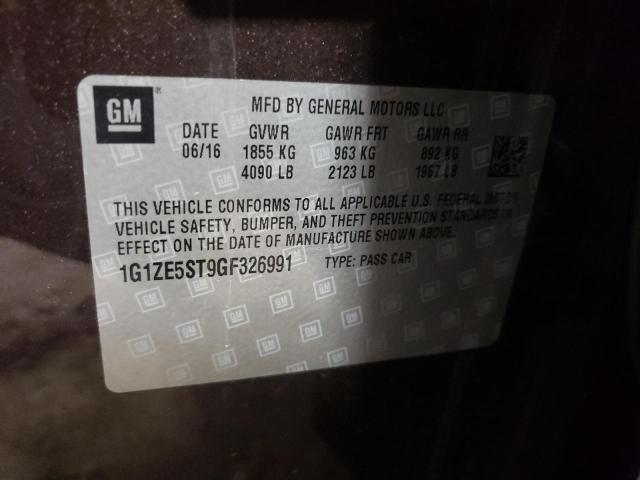 GM ®
MFD BY GENERAL MOTORS LLC
DATE GVWR GAWR FRT GAWR RR
06/16 1855 KG 963 KG 892 KG
4090 LB 2123 LB 1967 LB
THIS VEHICLE CONFORMS TO ALL APPLICABLE U.S. FEDERAL MOTOR
VEHICLE SAFETY, BUMPER, AND THEFT PREVENTION STANDARDS IN
EFFECT ON THE DATE OF MANUFACTURE SHOWN ABOVE.
1G1ZE5ST9GF326991 TYPE: PASS CAR